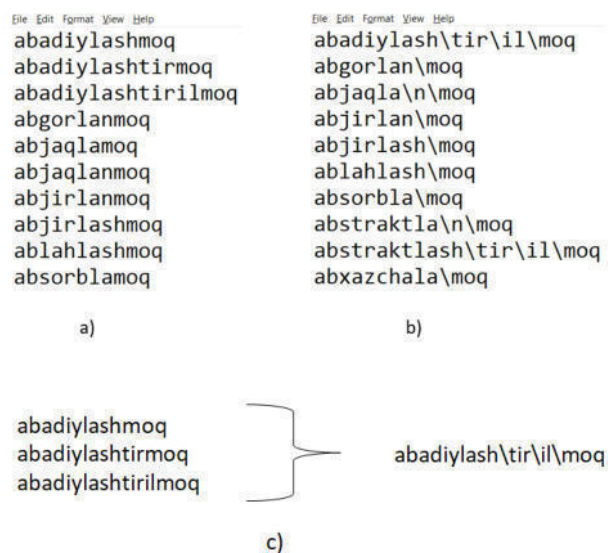 File Edit Format View Help
abadiylashmoq
abadiylashtirmoq
abadiylashtirilmoq
abgorlanmoq
abjaqlamoq
abjaqlanmoq
abjirlanmoq
abjirlashmoq
ablahlashmoq
absorblamoq
a)
File Edit Format View Help
abadiylash\tir\il\moq
abgorlan\moq
abjaqla\n\moq
abjirlan\moq
abjirlash\moq
ablahlash\moq
absorbla\moq
abstraktla\n\moq
abstraktlash\tir\il\moq
abxazchala\moq
b)
abadiylashmoq
abadiylashtirmoq
abadiylashtirilmoq
abadiylash\tir\il\moq
c)